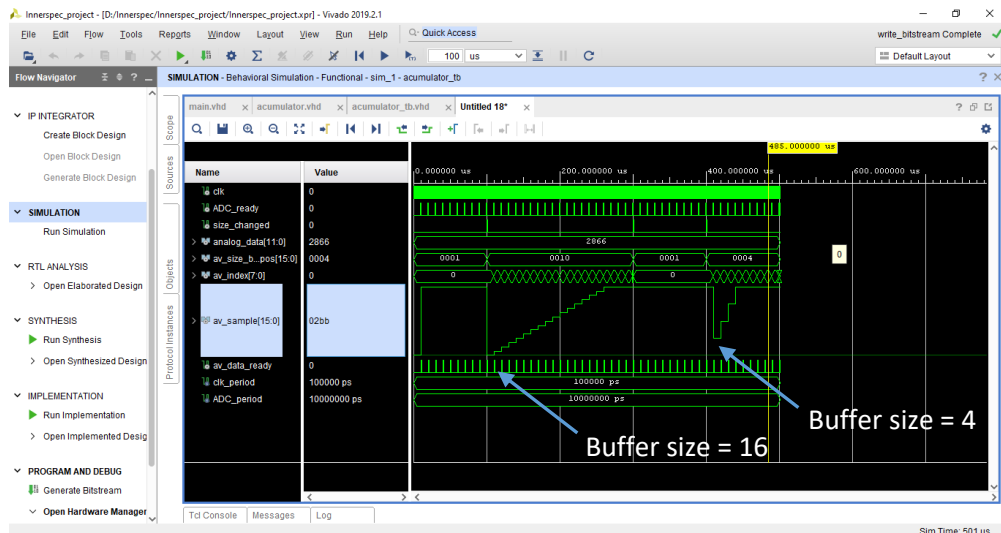 Innerspec_project - [D:/Innerspec/Innerspec_project/Innerspec_project.xpr] - Vivado 2019.2.1
File Edit Flow Tools Reports Window Layout View Run Help Quick Access
write_bitstream Complete
100 us
Default Layout
Flow Navigator
SIMULATION - Behavioral Simulation - Functional - sim_1 - acumulator_tb
IP INTEGRATOR
Create Block Design
Open Block Design
Generate Block Design
SIMULATION
Run Simulation
RTL ANALYSIS
Open Elaborated Design
SYNTHESIS
Run Synthesis
Open Synthesized Design
IMPLEMENTATION
Run Implementation
Open Implemented Desig
PROGRAM AND DEBUG
Generate Bitstream
Open Hardware Manager
Scope
Sources
Objects
Protocol Instances
main.vhd acumulator.vhd acumulator_tb.vhd Untitled 18*
485.000000 us
Name Value
0.000000 us 200.000000 us 400.000000 us 600.000000 us
clk 0
ADC_ready 0
size_changed 0
analog_data[11:0] 2866 2866
av_size_b...pos[15:0] 0004 0001 0010 0001 0004
0
av_index[7:0] 0 0 0
av_sample[15:0] 02bb
av_data_ready 0
clk_period 100000 ps 100000 ps
ADC_period 10000000 ps 10000000 ps
Buffer size = 16
Buffer size = 4
Tcl Console Messages Log
Sim Time: 501 us